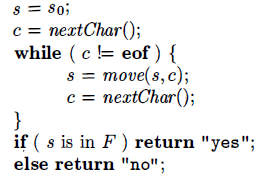 s = s₀;
c = nextChar();
while ( c != eof ) {
s = move(s,c);
c = nextChar();
}
if ( s is in F ) return "yes";
else return "no";